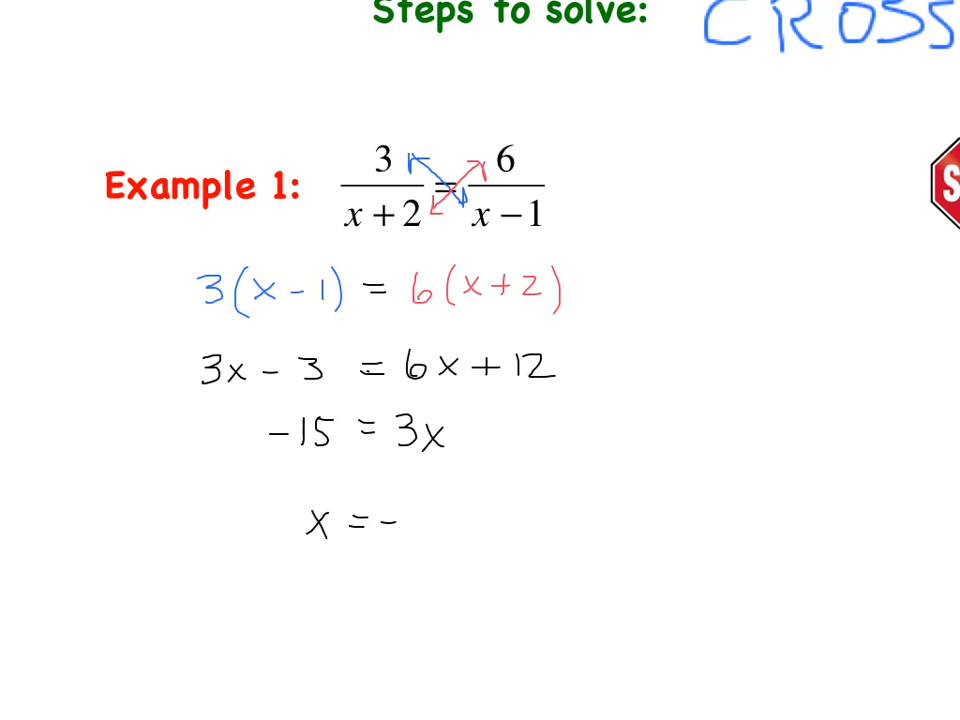 Steps to solve:
CROSS
Example 1: 3/(x + 2) = 6/(x − 1)
3(x - 1) = 6(x + 2)
3x - 3 = 6x + 12
-15 = 3x
x = -
S